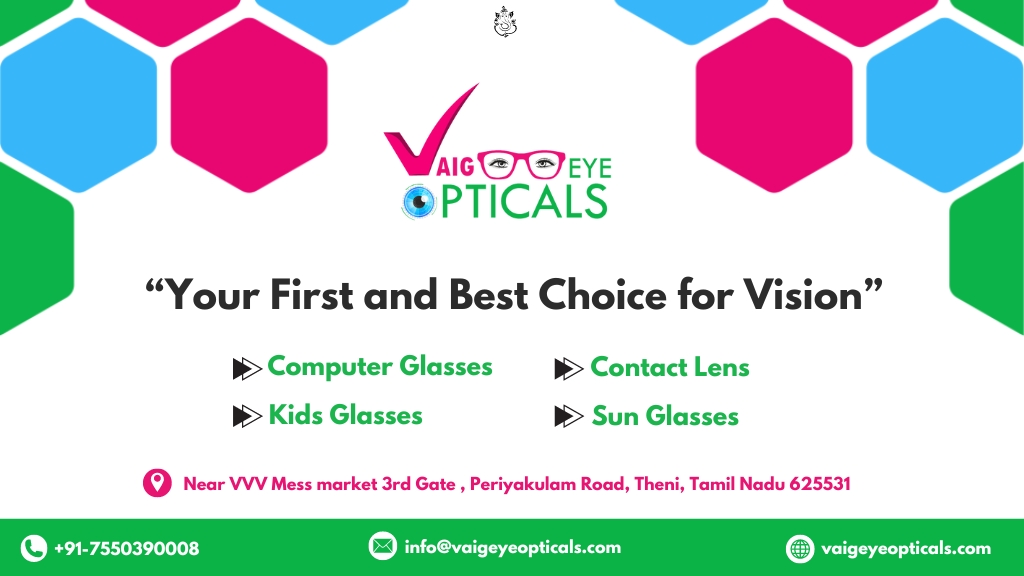 VAIG EYE
OPTICALS
“Your First and Best Choice for Vision”
Computer Glasses
Contact Lens
Kids Glasses
Sun Glasses
Near VVV Mess market 3rd Gate , Periyakulam Road, Theni, Tamil Nadu 625531
+91-7550390008
info@vaigeyeopticals.com
vaigeyeopticals.com